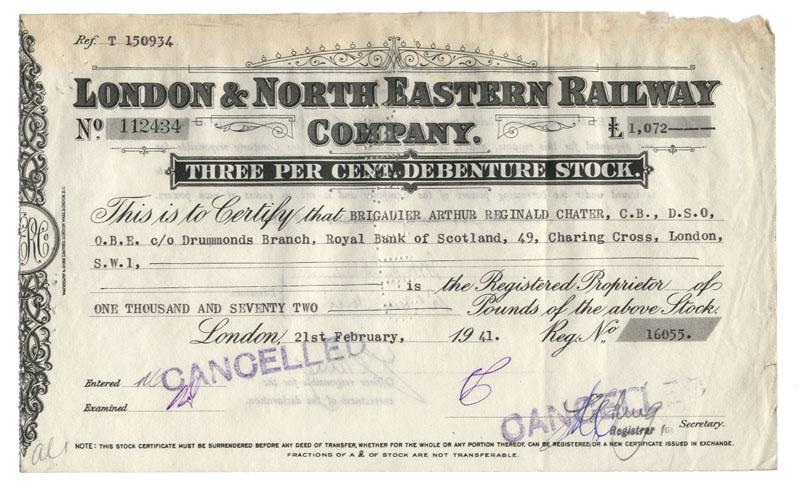 Ref. T 150934
LONDON & NORTH EASTERN RAILWAY
No 112434 COMPANY. £ 1,072
THREE PER CENT. DEBENTURE STOCK.
This is to Certify that BRIGADIER ARTHUR REGINALD CHATER, C.B., D.S.O,
O.B.E. c/o Drummonds Branch, Royal Bank of Scotland, 49, Charing Cross, London,
S.W.1,
is the Registered Proprietor of
ONE THOUSAND AND SEVENTY TWO Pounds of the above Stock.
London, 21st February, 1941. Reg. No 16055.
CANCELLED
Entered
Examined
Registrar for Secretary.
NOTE: THIS STOCK CERTIFICATE MUST BE SURRENDERED BEFORE ANY DEED OF TRANSFER, WHETHER FOR THE WHOLE OR ANY PORTION THEREOF, CAN BE REGISTERED, OR A NEW CERTIFICATE ISSUED IN EXCHANGE.
FRACTIONS OF A £ OF STOCK ARE NOT TRANSFERABLE.